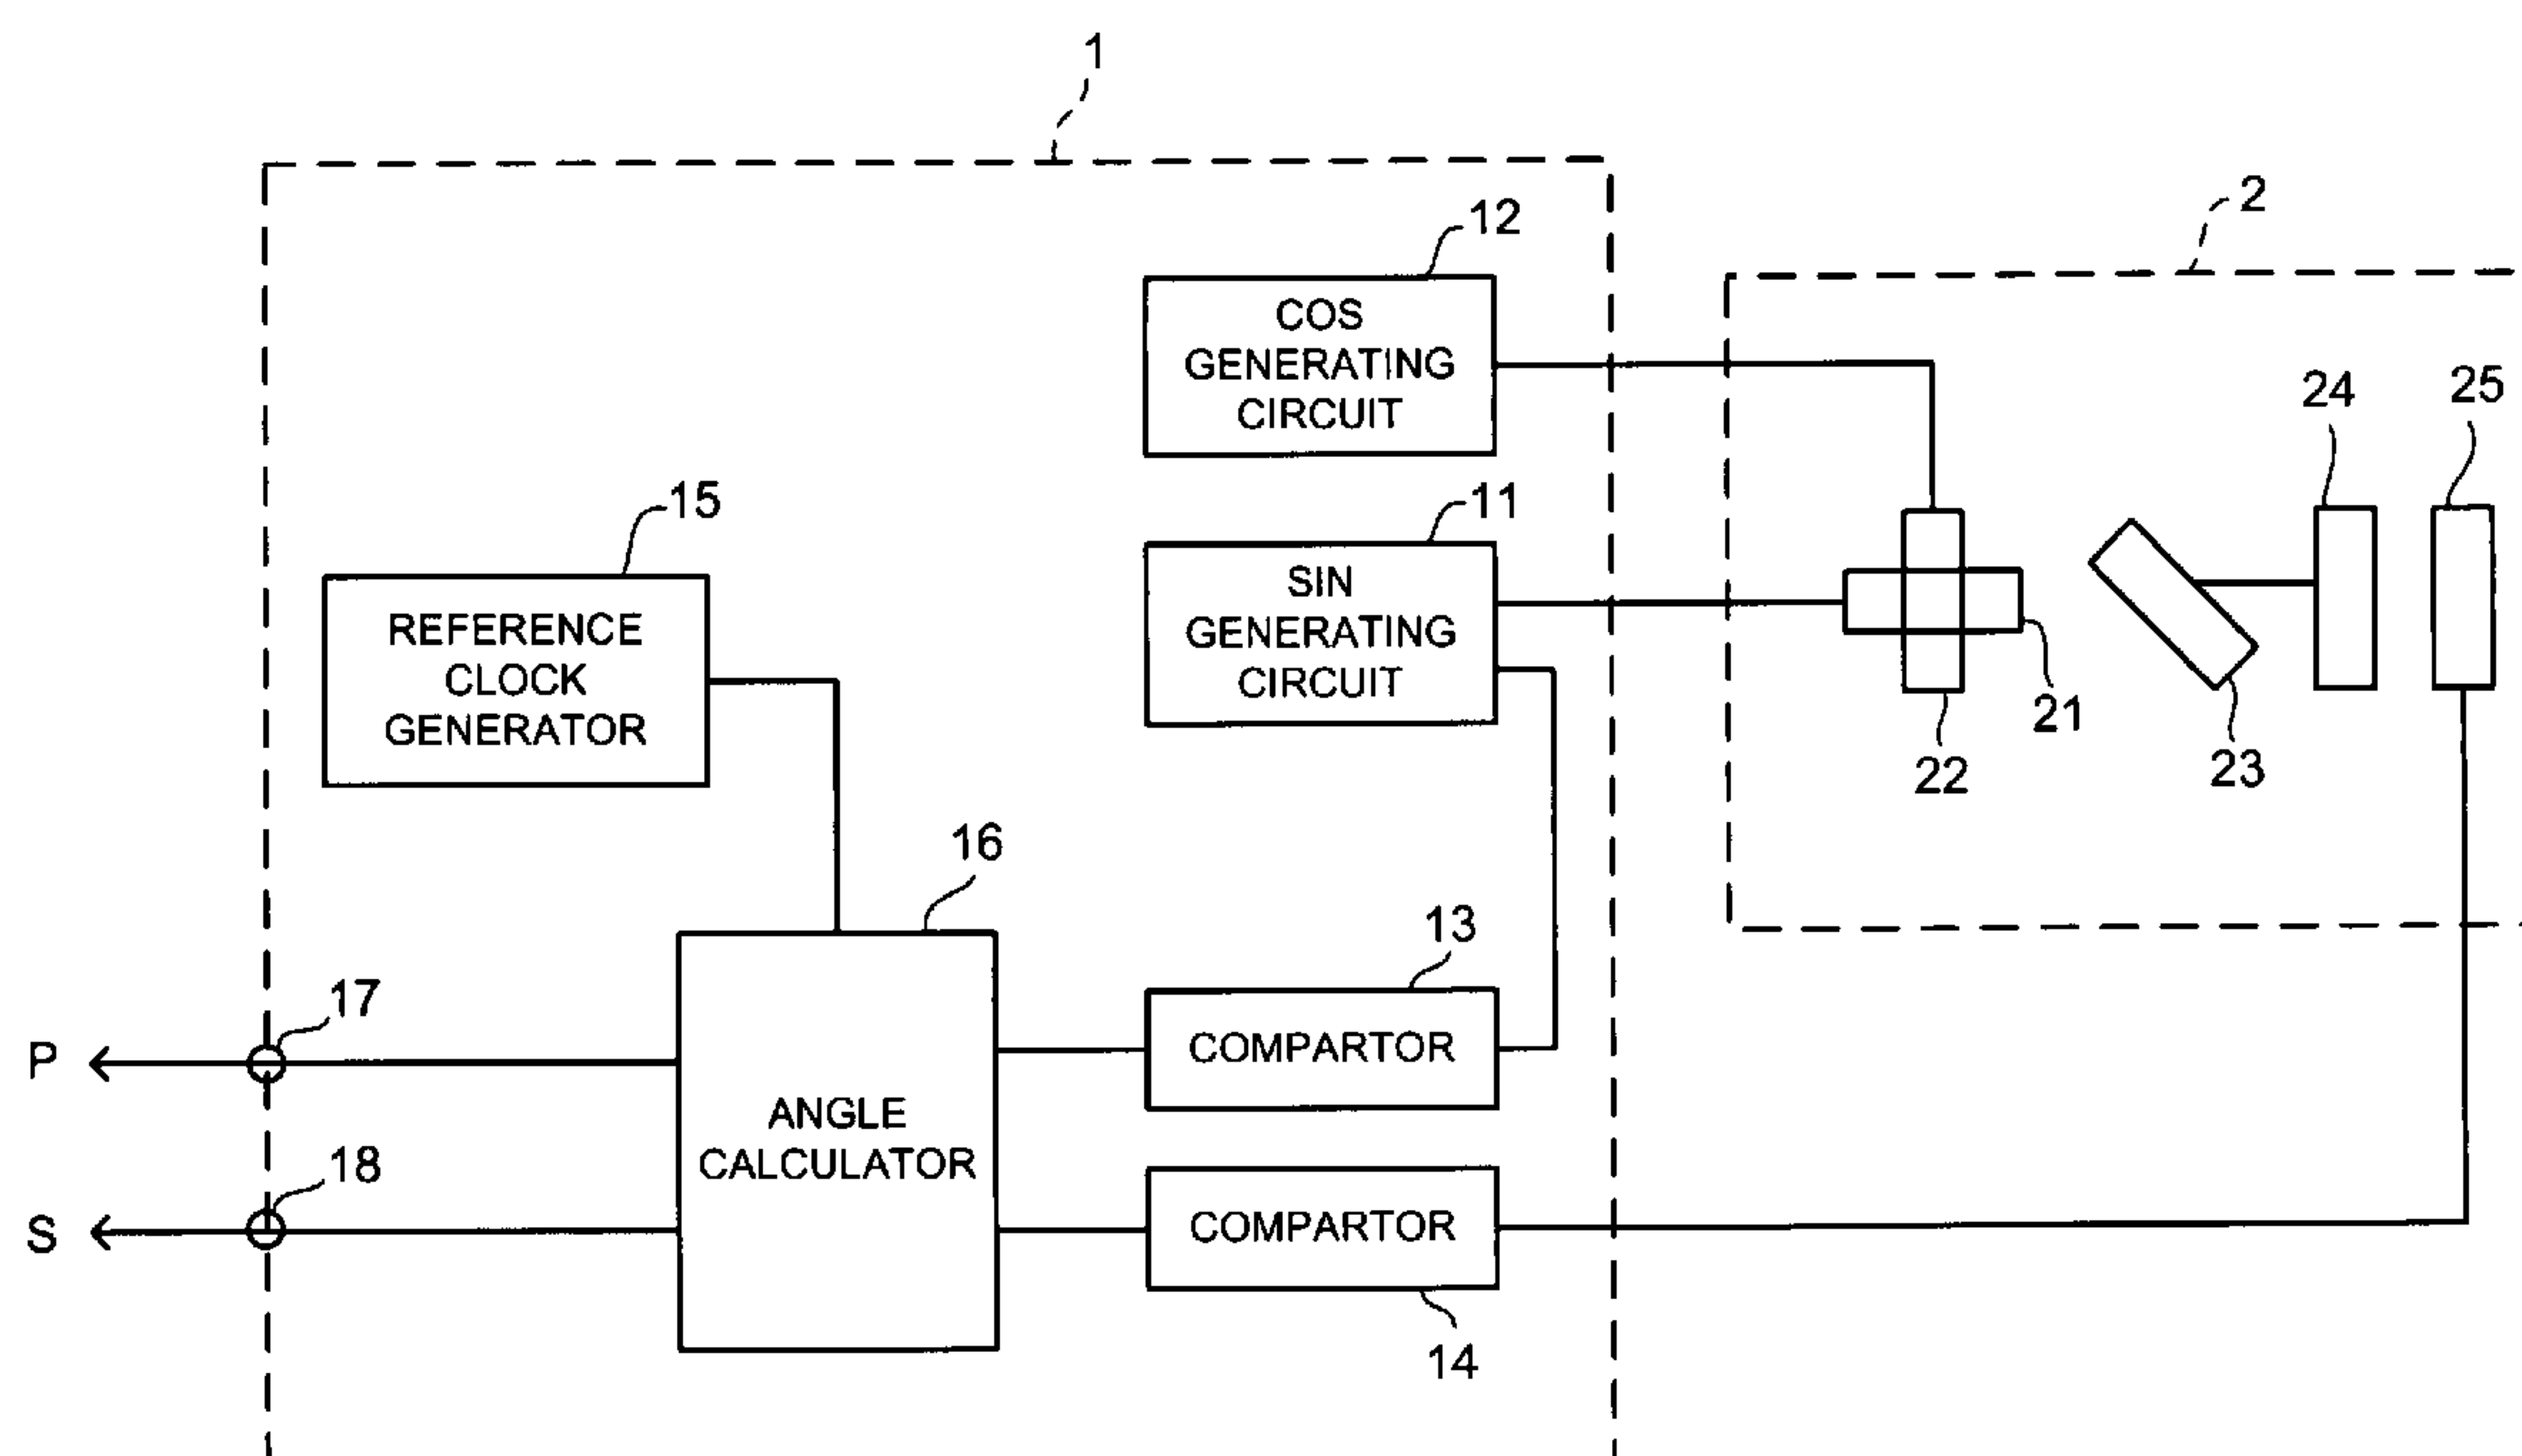 1
2
12
COS
GENERATING
CIRCUIT
24
25
15
11
SIN
GENERATING
CIRCUIT
REFERENCE
CLOCK
GENERATOR
21
22
23
16
13
17
P
COMPARTOR
ANGLE
CALCULATOR
18
S
COMPARTOR
14